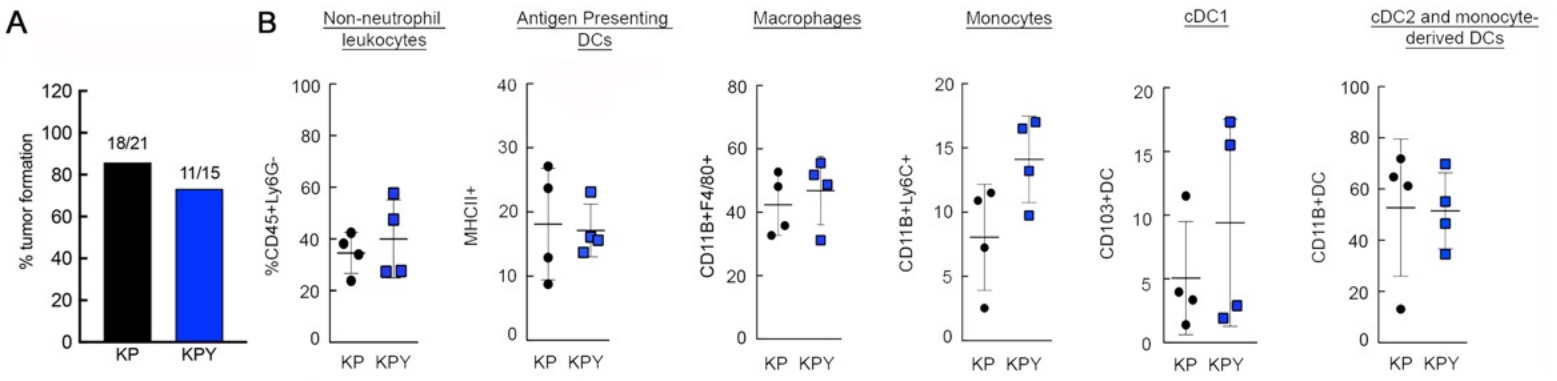 A
120
100
80
60
40
20
0
% tumor formation
18/21
11/15
KP KPY
B
Non-neutrophil
leukocytes
100
80
60
40
20
0
%CD45+Ly6G-
KP KPY
Antigen Presenting
DCs
40
30
20
10
0
MHCII+
KP KPY
Macrophages
80
60
40
20
0
CD11B+F4/80+
KP KPY
Monocytes
20
15
10
5
0
CD11B+Ly6C+
KP KPY
cDC1
20
15
10
5
0
CD103+DC
KP KPY
cDC2 and monocyte-
derived DCs
100
80
60
40
20
0
CD11B+DC
KP KPY